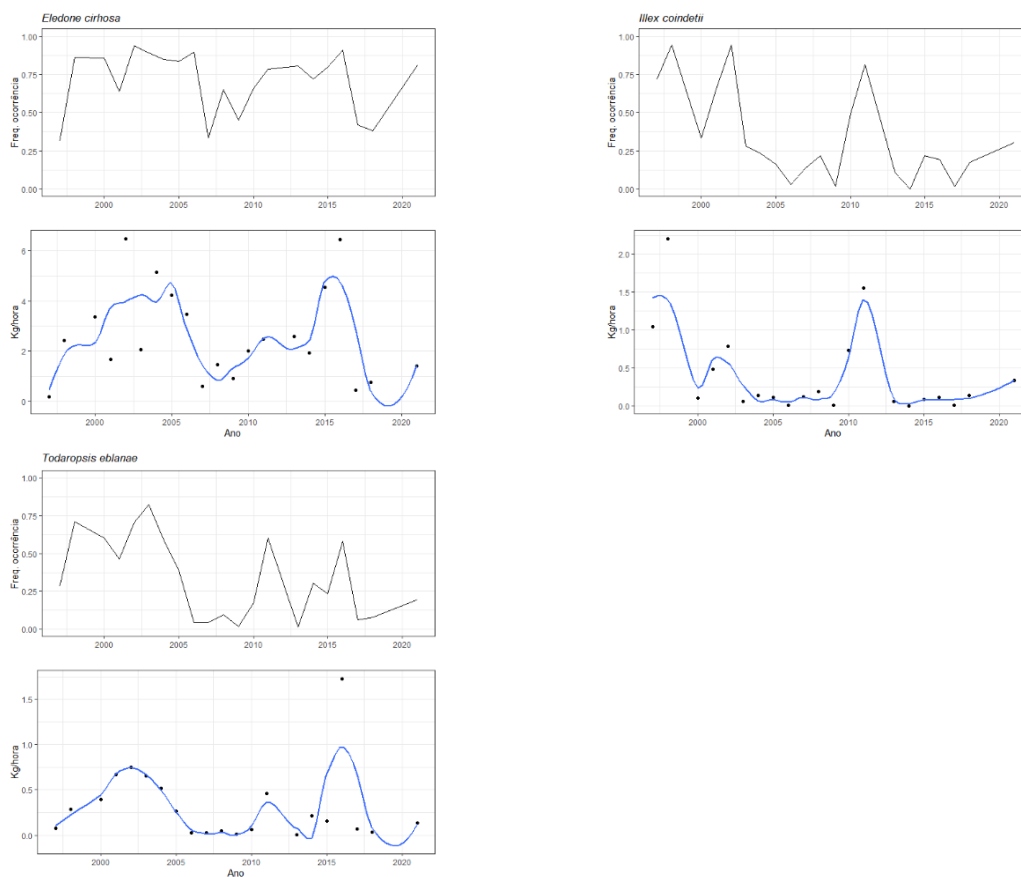 Eledone cirhosa
1.00
0.75
0.50
0.25
0.00
Freq. ocorrência
2000 2005 2010 2015 2020
6
4
2
0
Kg/hora
2000 2005 2010 2015 2020
Ano
Illex coindetii
1.00
0.75
0.50
0.25
0.00
Freq. ocorrência
2000 2005 2010 2015 2020
2.0
1.5
1.0
0.5
0.0
Kg/hora
2000 2005 2010 2015 2020
Ano
Todaropsis eblanae
1.00
0.75
0.50
0.25
0.00
Freq. ocorrência
2000 2005 2010 2015 2020
1.5
1.0
0.5
0.0
Kg/hora
2000 2005 2010 2015 2020
Ano